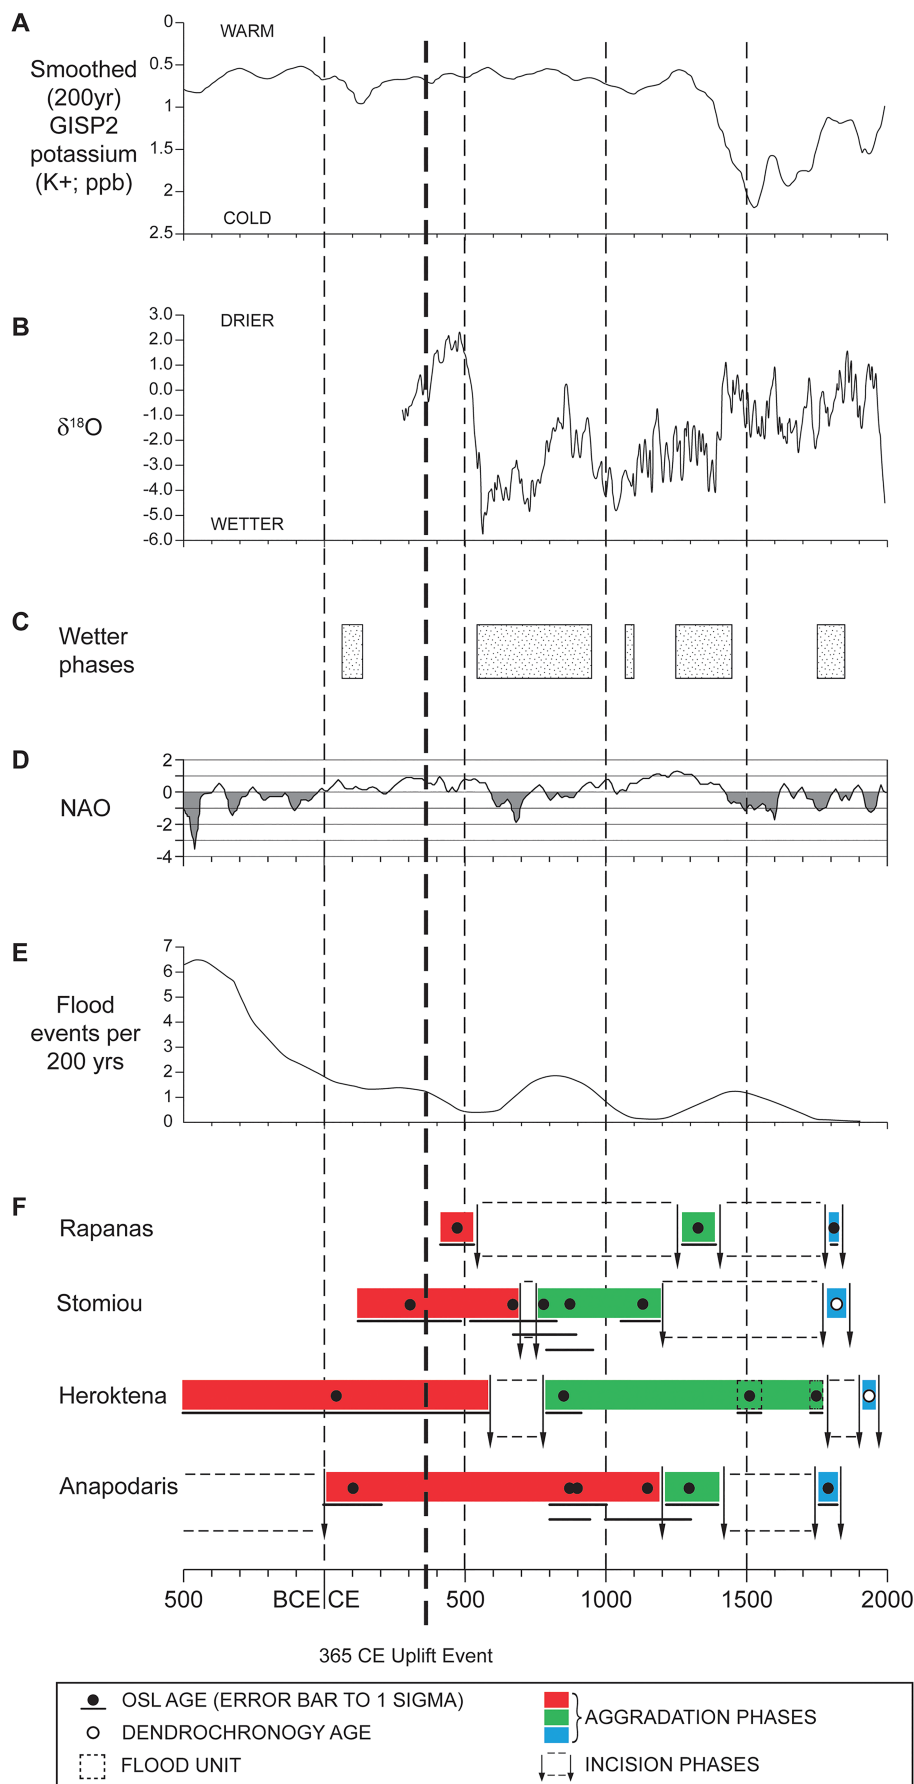 A
Smoothed
(200yr)
GISP2
potassium
(K+; ppb)
0
0.5
1
1.5
2
2.5
WARM
COLD
B
δ18O
3.0
2.0
1.0
0.0
-1.0
-2.0
-3.0
-4.0
-5.0
-6.0
DRIER
WETTER
C
Wetter
phases
D
NAO
2
0
-2
-4
E
Flood
events per
200 yrs
7
6
5
4
3
2
1
0
F
Rapanas
Stomiou
Heroktena
Anapodaris
500 BCE CE 500 1000 1500 2000
365 CE Uplift Event
OSL AGE (ERROR BAR TO 1 SIGMA)
DENDROCHRONOGY AGE
FLOOD UNIT
AGGRADATION PHASES
INCISION PHASES